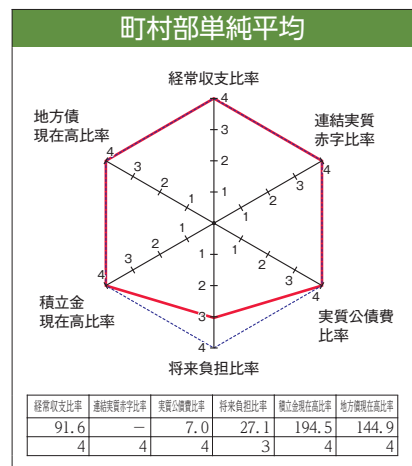 町村部単純平均
経常収支比率
4
3
2
1
連結実質
赤字比率
4
3
2
1
実質公債費
比率
4
3
2
1
将来負担比率
4
3
2
1
積立金
現在高比率
4
3
2
1
地方債
現在高比率
4
3
2
1
経常収支比率 連結実質赤字比率 実質公債費比率 将来負担比率 積立金現在高比率 地方債現在高比率
91.6 － 7.0 27.1 194.5 144.9
4 4 4 3 4 4